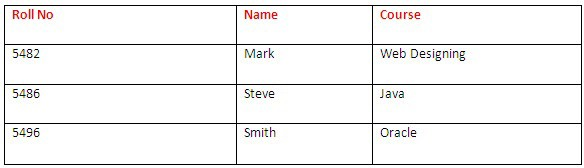 Roll No Name Course
5482 Mark Web Designing
5486 Steve Java
5496 Smith Oracle